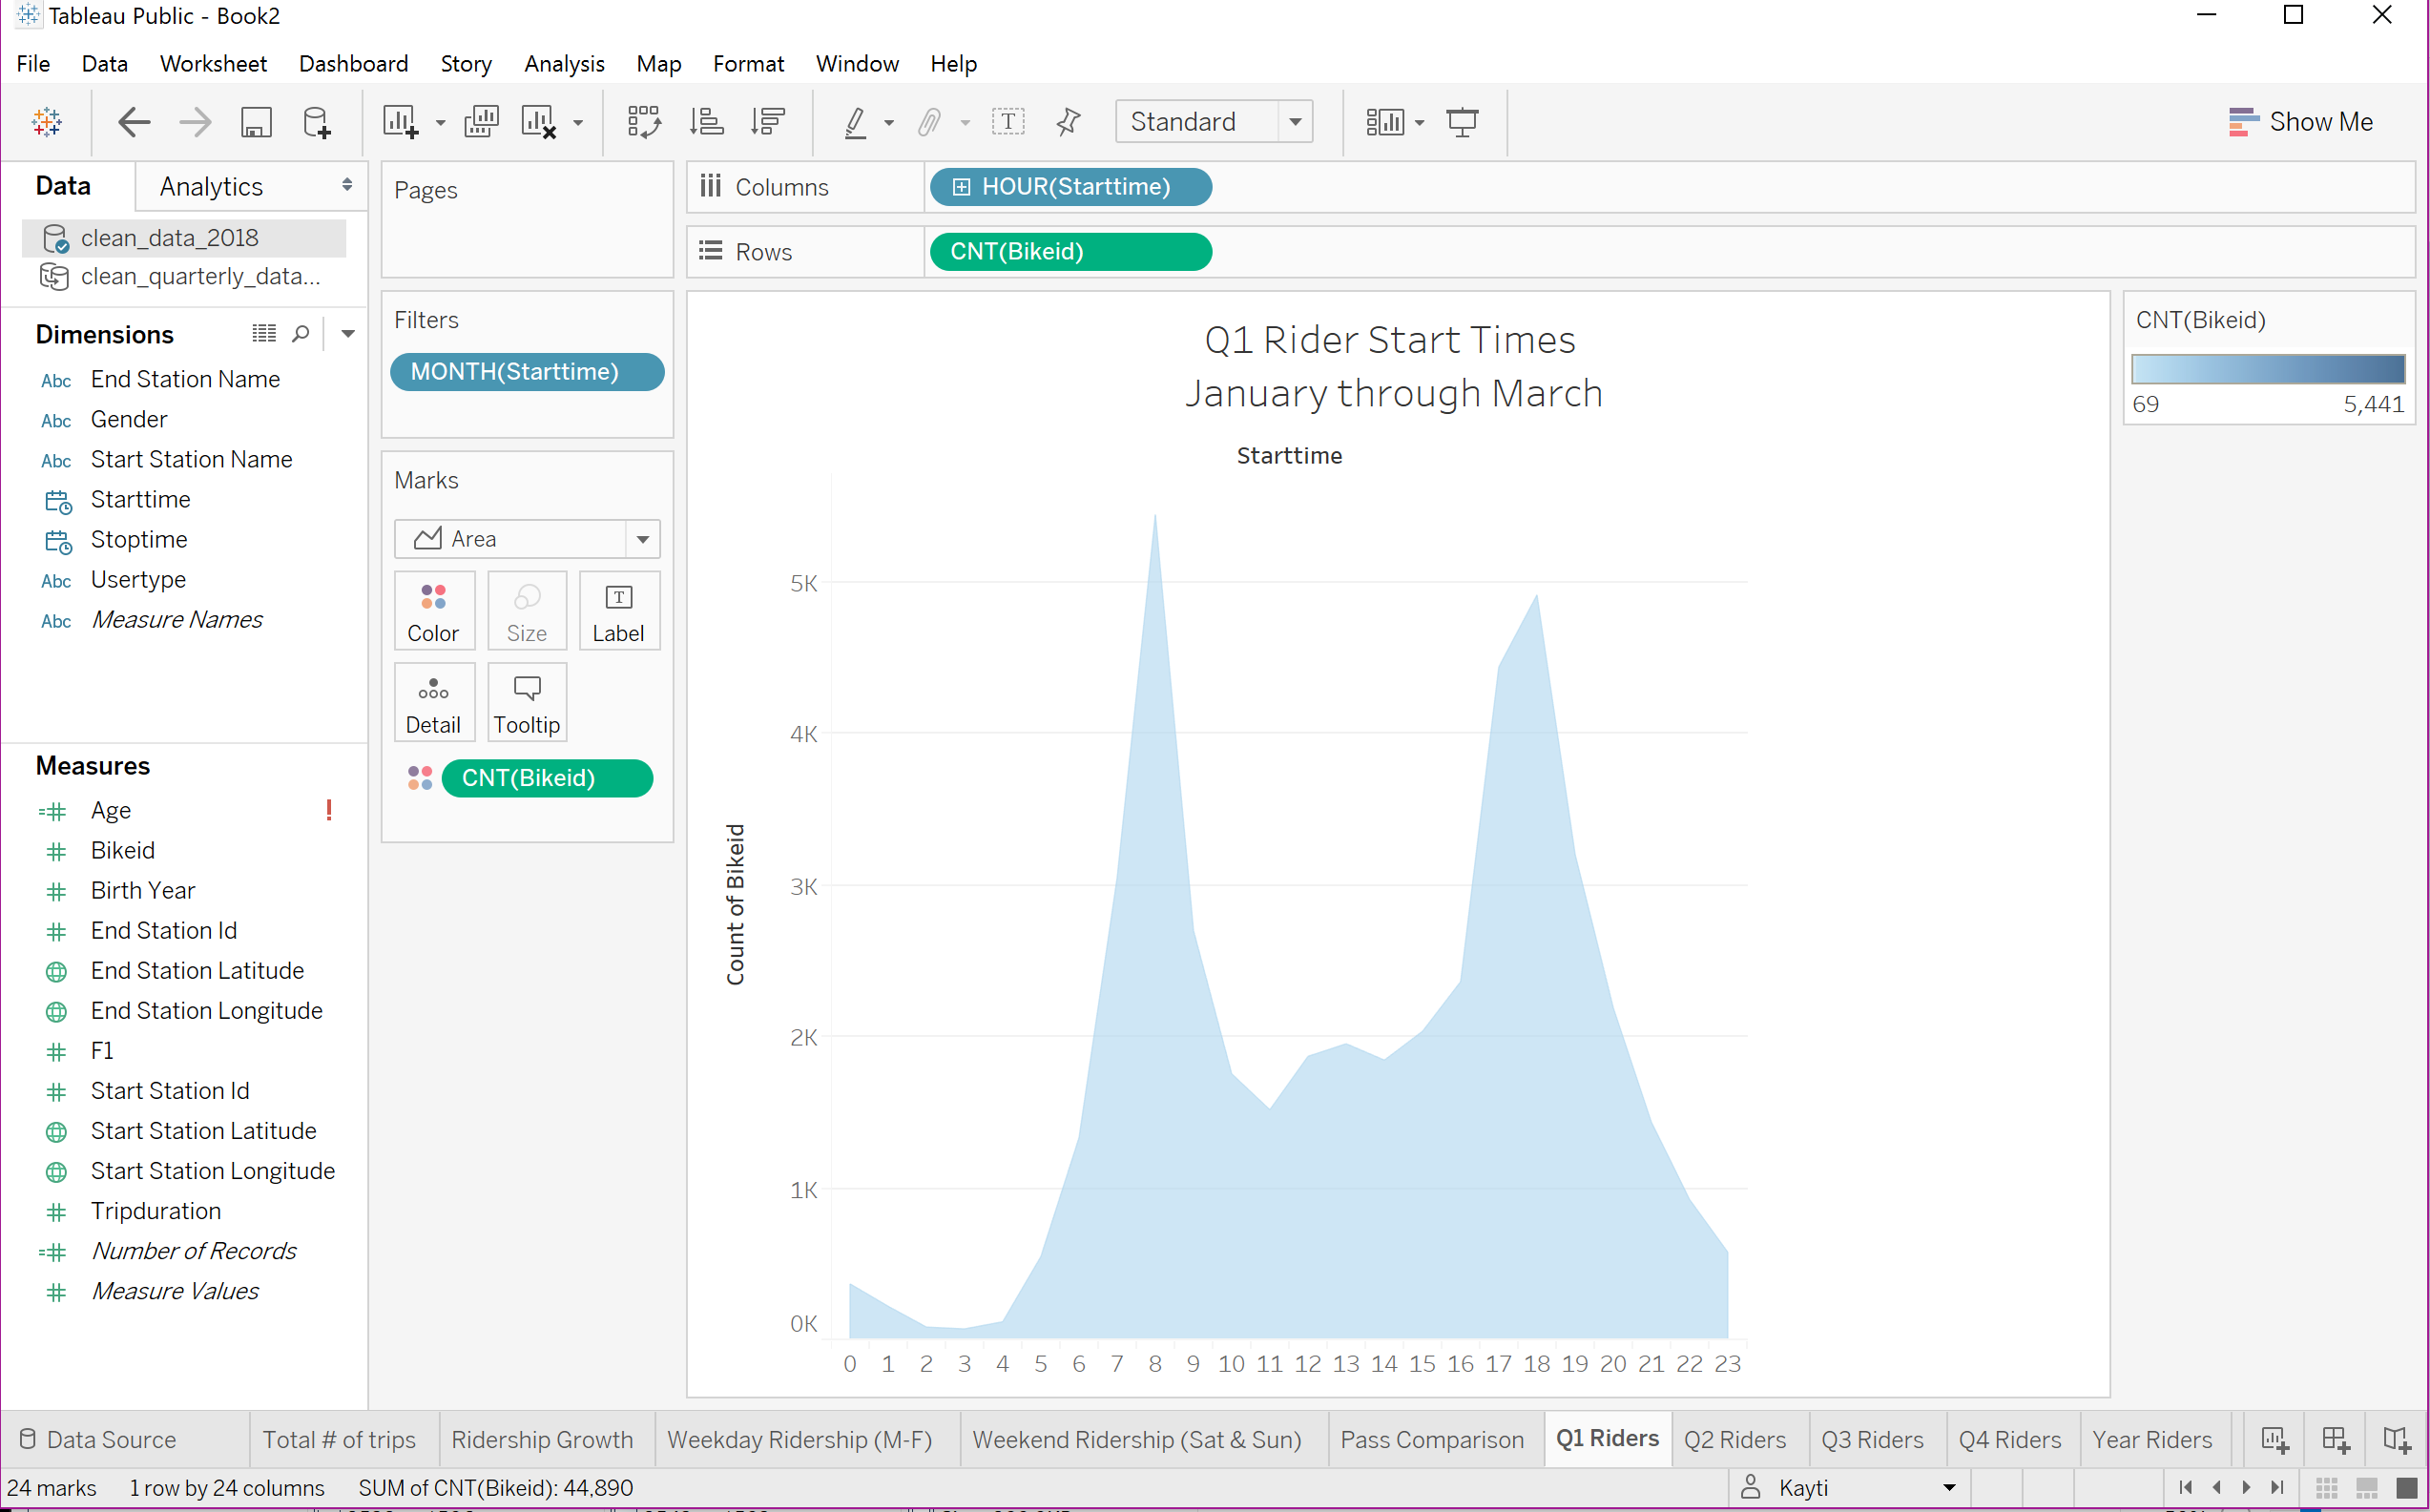 Tableau Public - Book2
File Data Worksheet Dashboard Story Analysis Map Format Window Help
Standard
Show Me
Data Analytics
clean_data_2018
clean_quarterly_data...
Dimensions
Abc End Station Name
Abc Gender
Abc Start Station Name
Starttime
Stoptime
Abc Usertype
Abc Measure Names
Measures
Age !
Bikeid
Birth Year
End Station Id
End Station Latitude
End Station Longitude
F1
Start Station Id
Start Station Latitude
Start Station Longitude
Tripduration
Number of Records
Measure Values
Pages
Filters
MONTH(Starttime)
Marks
Area
Color Size Label
Detail Tooltip
CNT(Bikeid)
Columns HOUR(Starttime)
Rows CNT(Bikeid)
Q1 Rider Start Times
January through March
Starttime
Count of Bikeid
5K
4K
3K
2K
1K
0K
0 1 2 3 4 5 6 7 8 9 10 11 12 13 14 15 16 17 18 19 20 21 22 23
CNT(Bikeid)
69 5,441
Data Source Total # of trips Ridership Growth Weekday Ridership (M-F) Weekend Ridership (Sat & Sun) Pass Comparison Q1 Riders Q2 Riders Q3 Riders Q4 Riders Year Riders
24 marks 1 row by 24 columns SUM of CNT(Bikeid): 44,890 Kayti